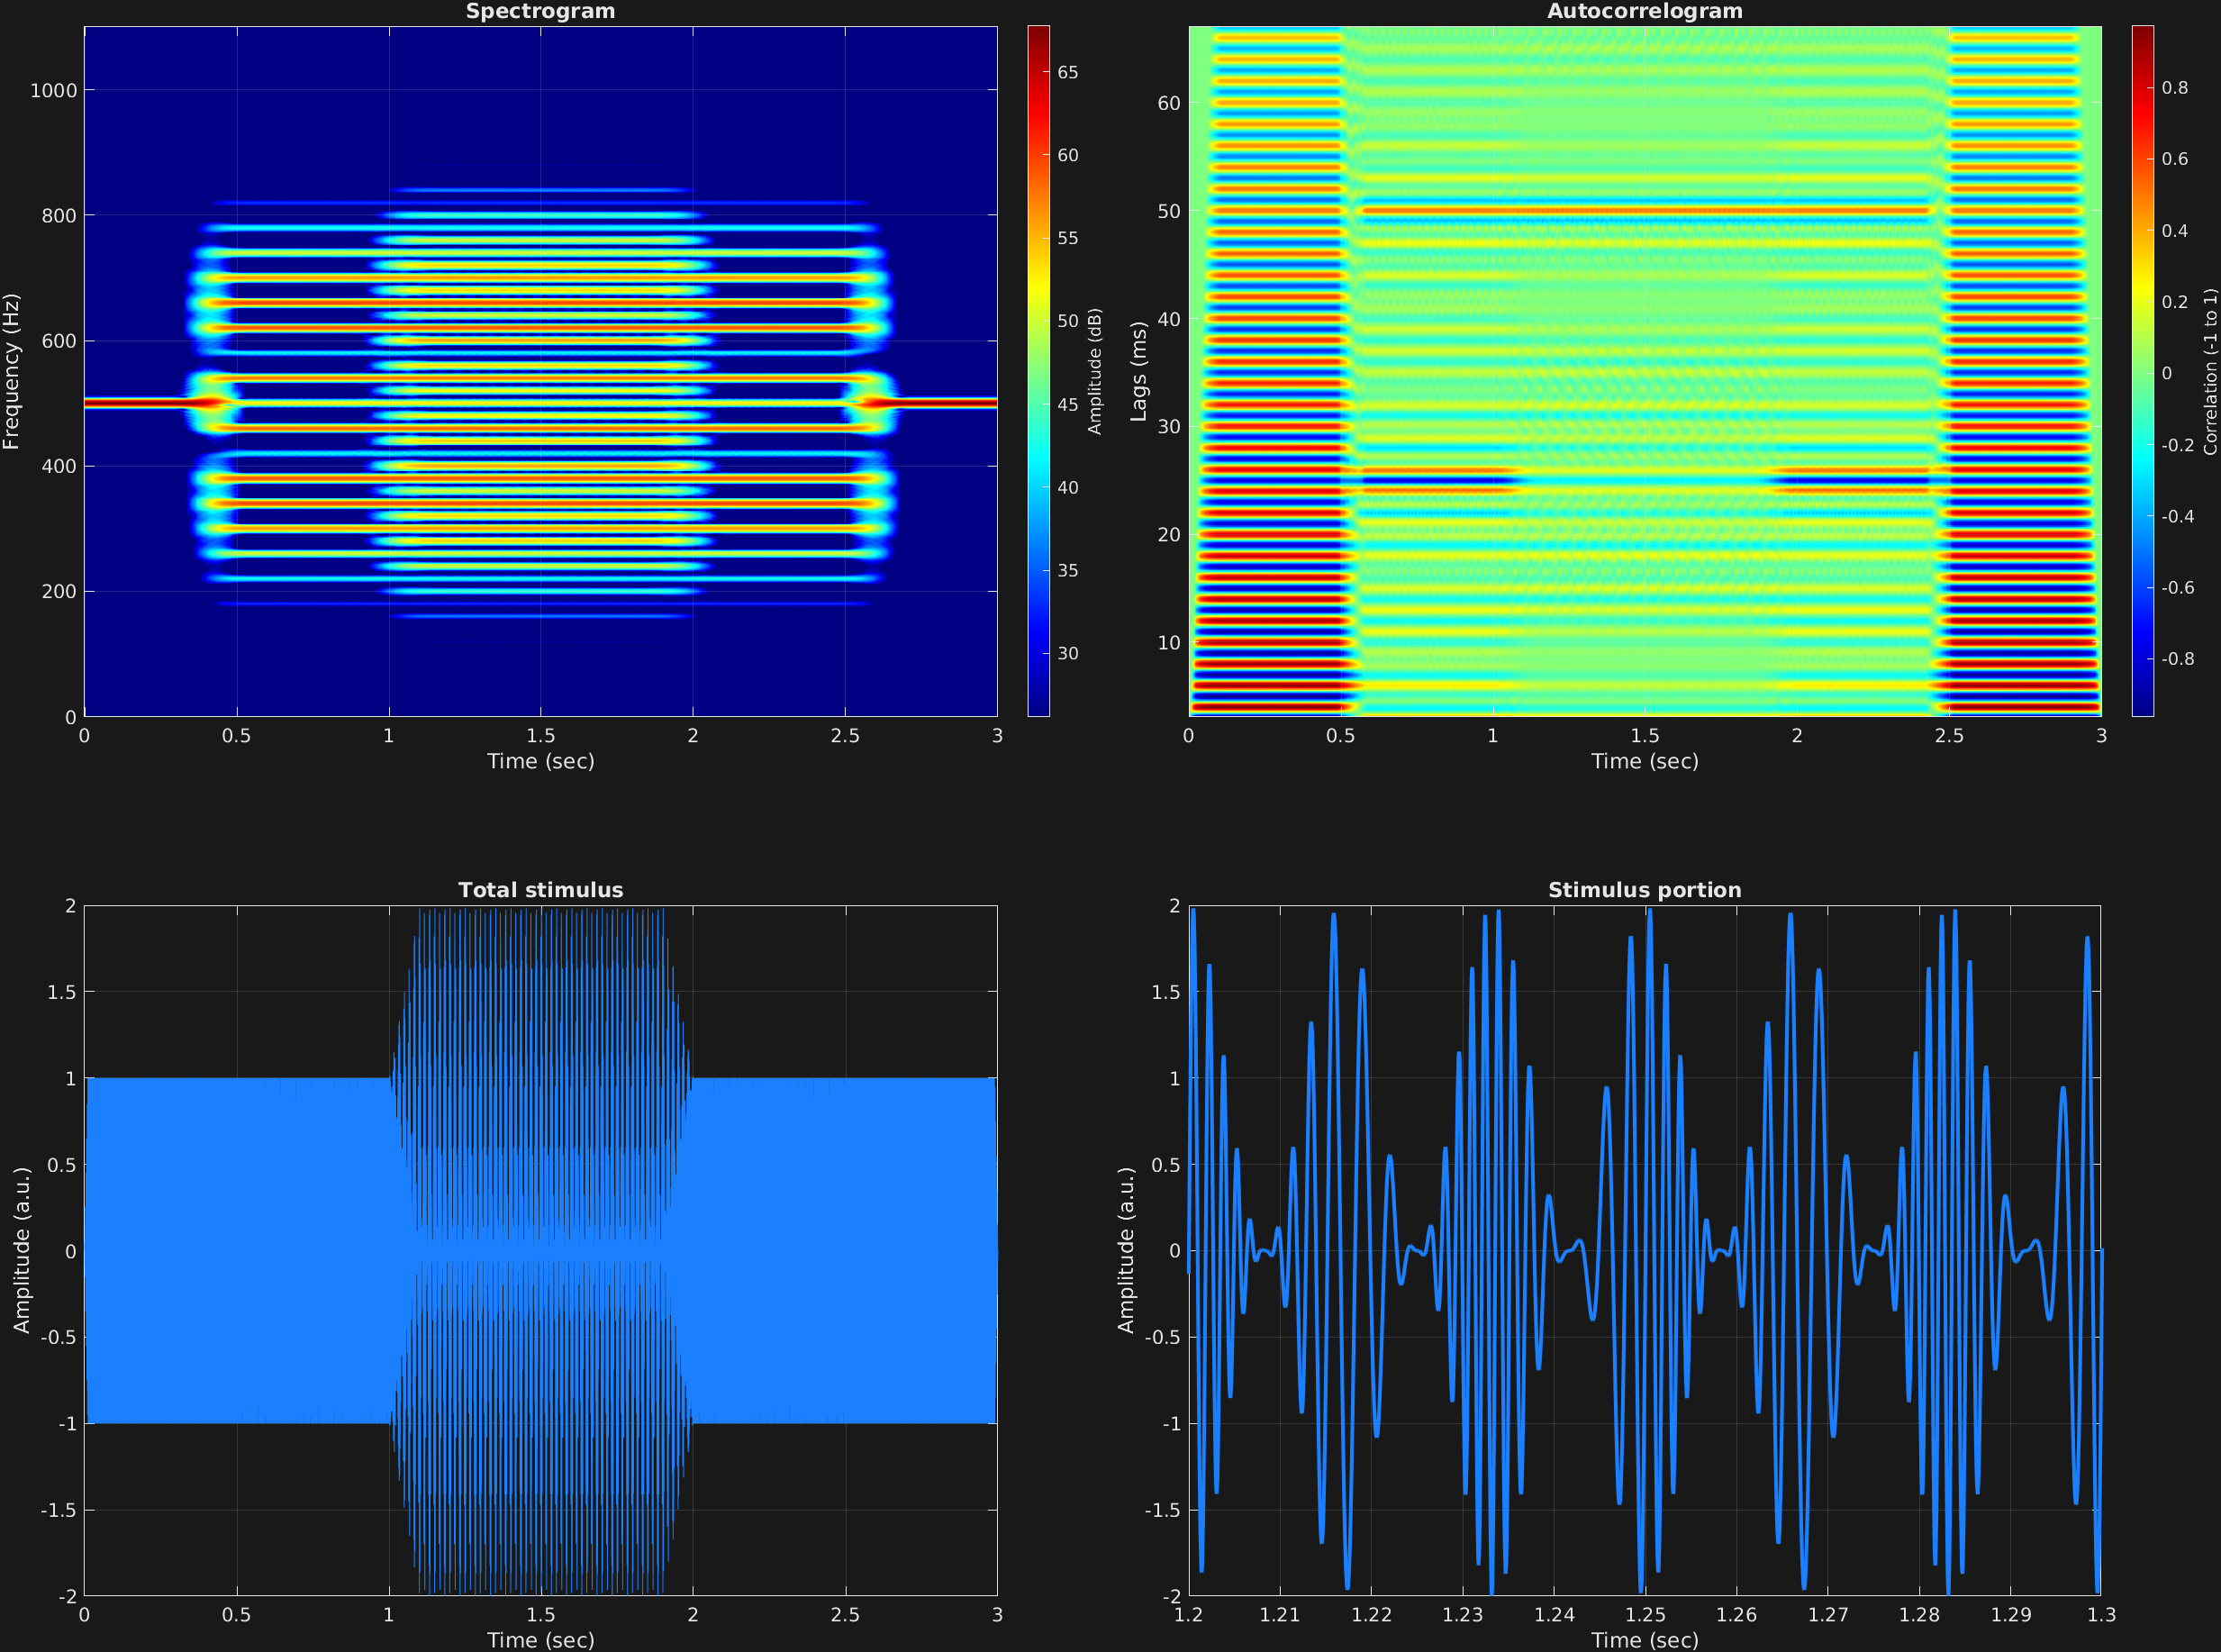 Spectrogram
Frequency (Hz)
1000
800
600
400
200
0
0 0.5 1 1.5 2 2.5 3
Time (sec)
65
60
55
50
45
40
35
30
Amplitude (dB)
Autocorrelogram
Lags (ms)
60
50
40
30
20
10
0 0.5 1 1.5 2 2.5 3
Time (sec)
0.8
0.6
0.4
0.2
0
-0.2
-0.4
-0.6
-0.8
Correlation (-1 to 1)
Total stimulus
Amplitude (a.u.)
2
1.5
1
0.5
0
-0.5
-1
-1.5
-2
0 0.5 1 1.5 2 2.5 3
Time (sec)
Stimulus portion
Amplitude (a.u.)
2
1.5
1
0.5
0
-0.5
-1
-1.5
-2
1.2 1.21 1.22 1.23 1.24 1.25 1.26 1.27 1.28 1.29 1.3
Time (sec)